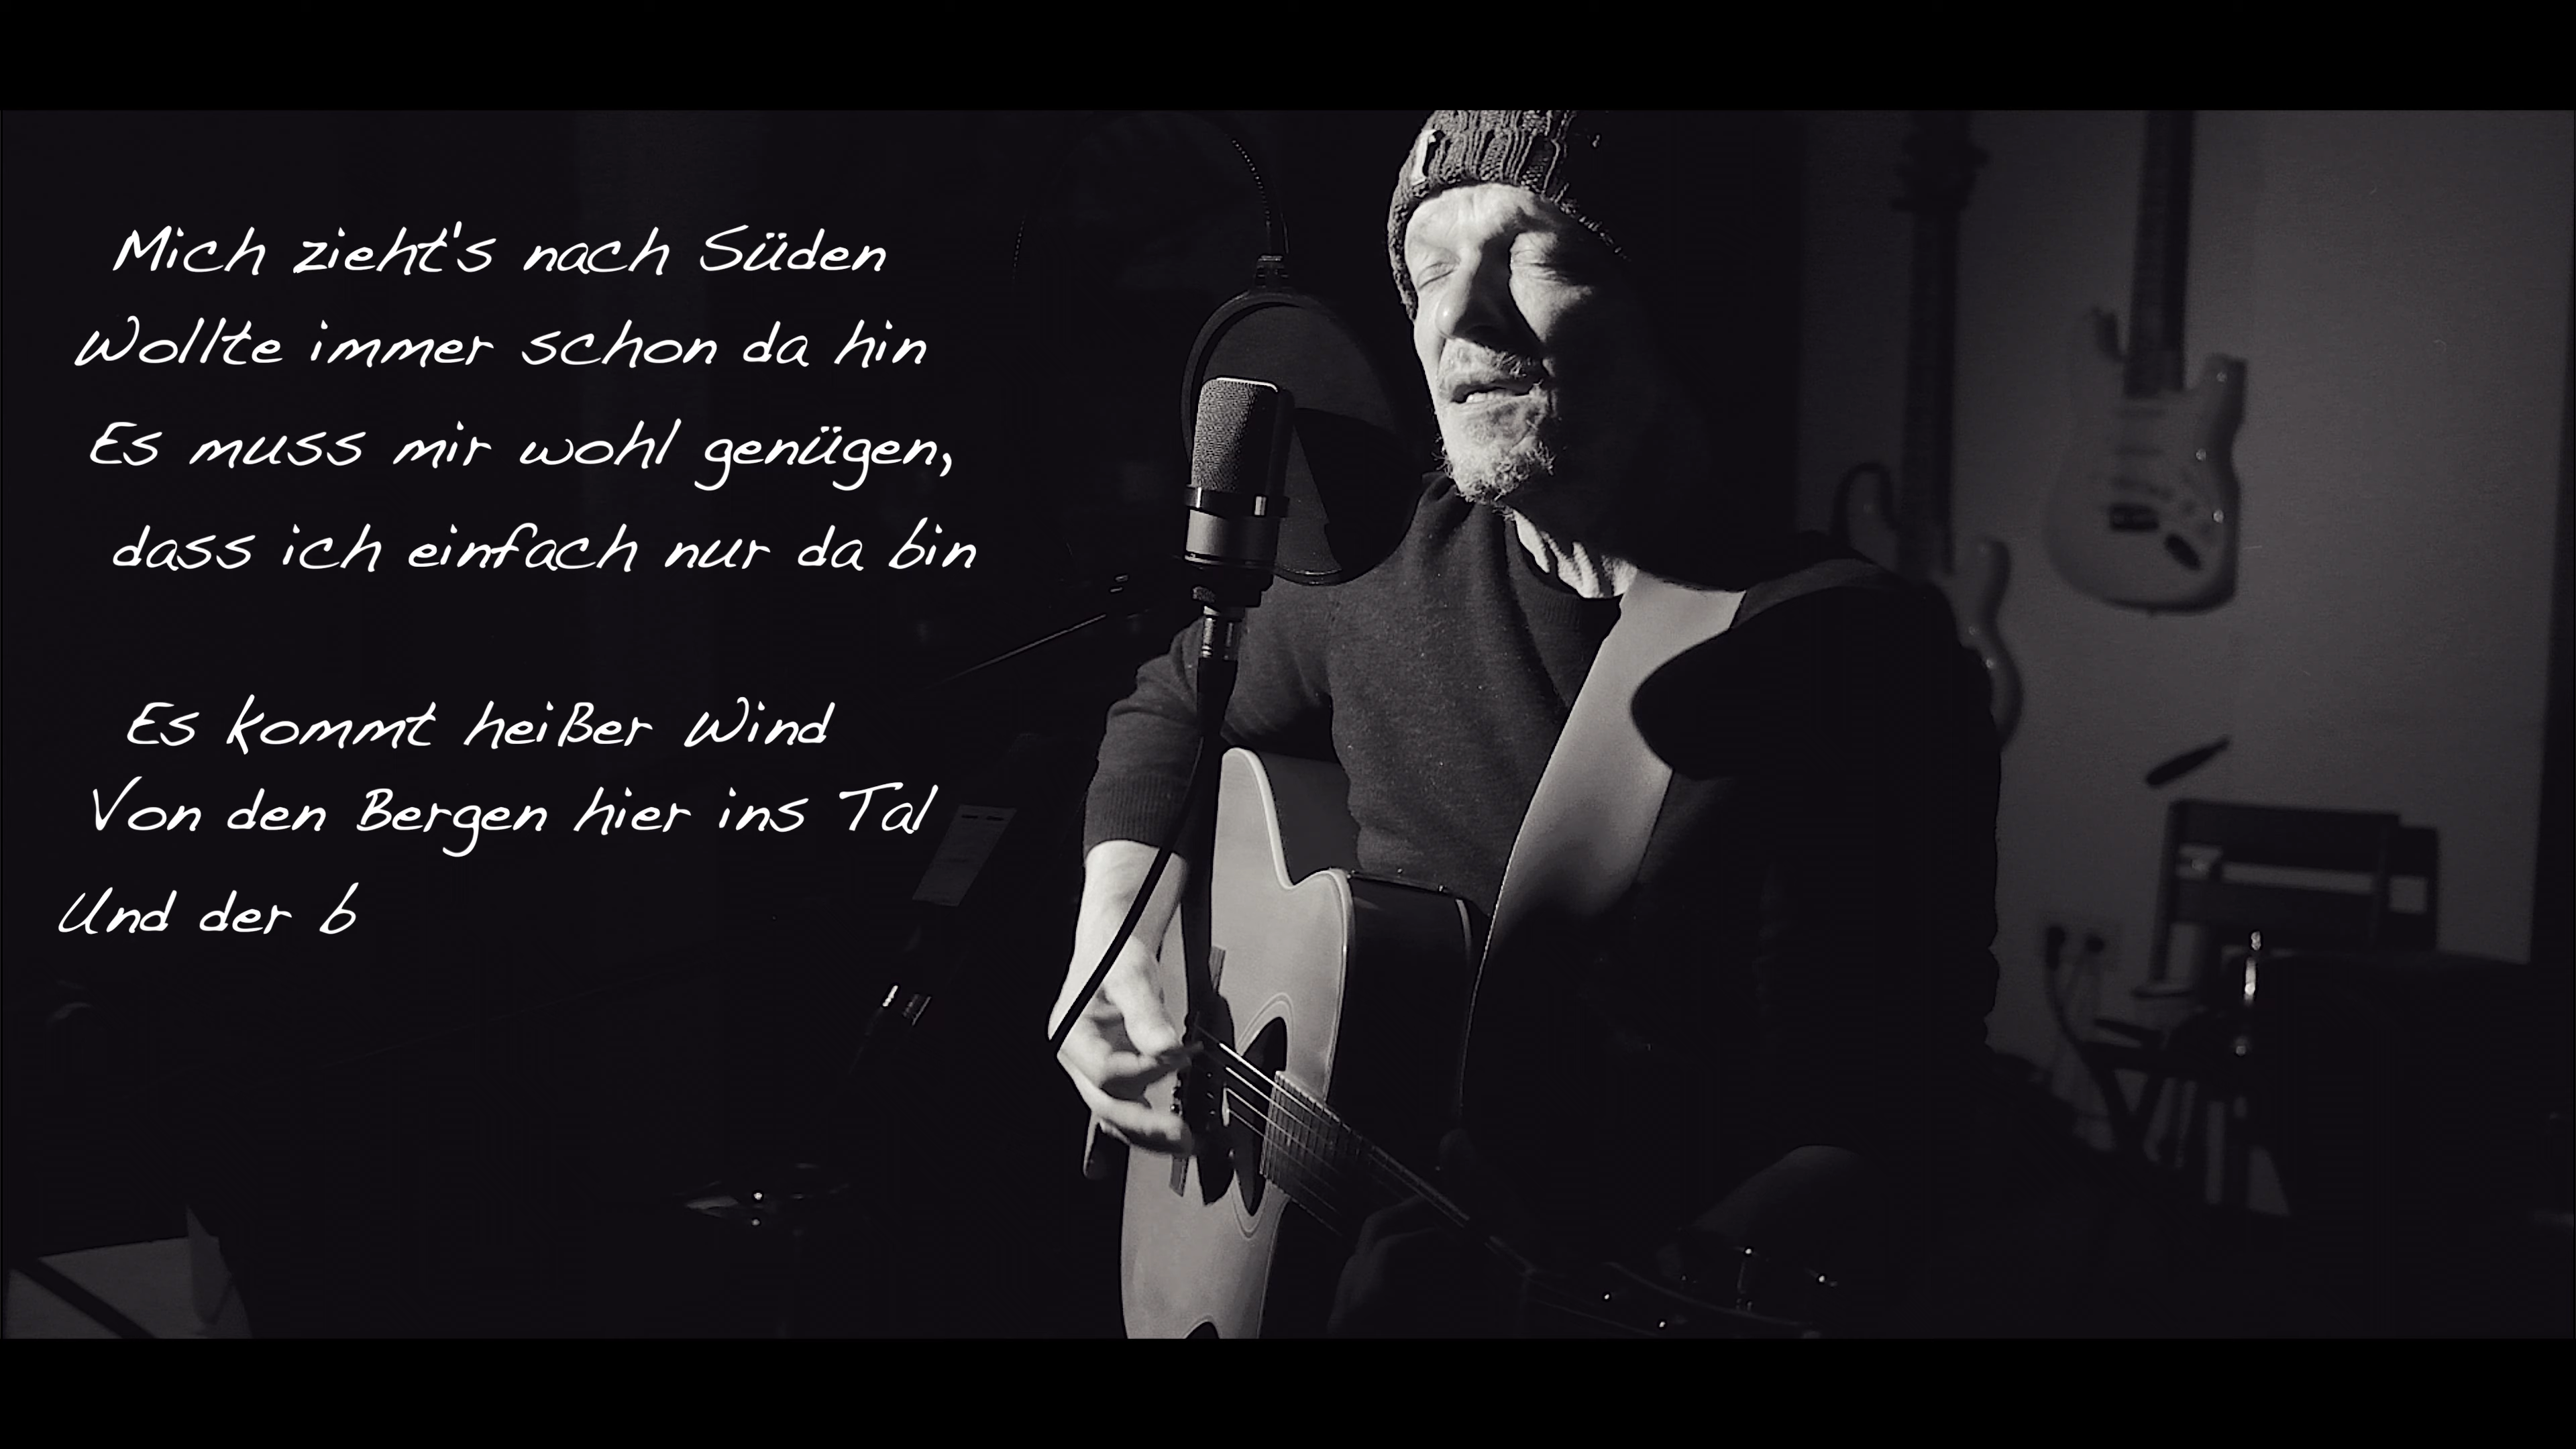 Mich zieht's nach Süden
Wollte immer schon da hin
Es muss mir wohl genügen,
dass ich einfach nur da bin
Es kommt heißer Wind
Von den Bergen hier ins Tal
Und der b